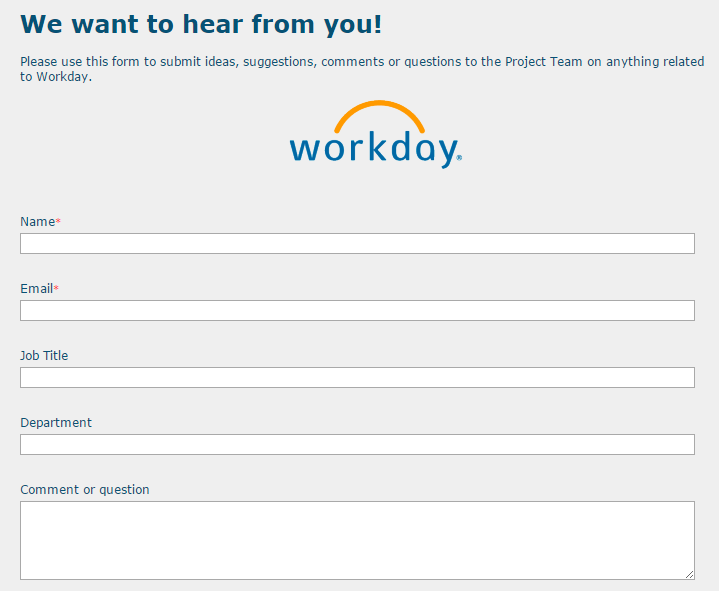 We want to hear from you!
Please use this form to submit ideas, suggestions, comments or questions to the Project Team on anything related
to Workday.
workday®
Name*
Email*
Job Title
Department
Comment or question